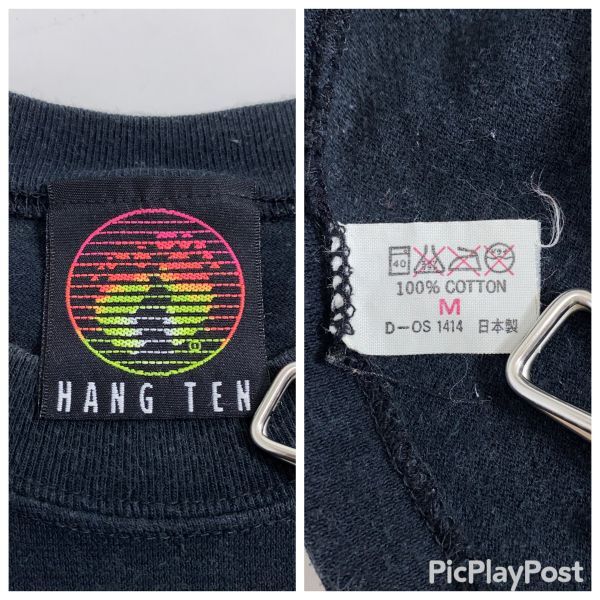 HANG TEN
40
100% COTTON
M
D-OS 1414 日本製
PicPlayPost